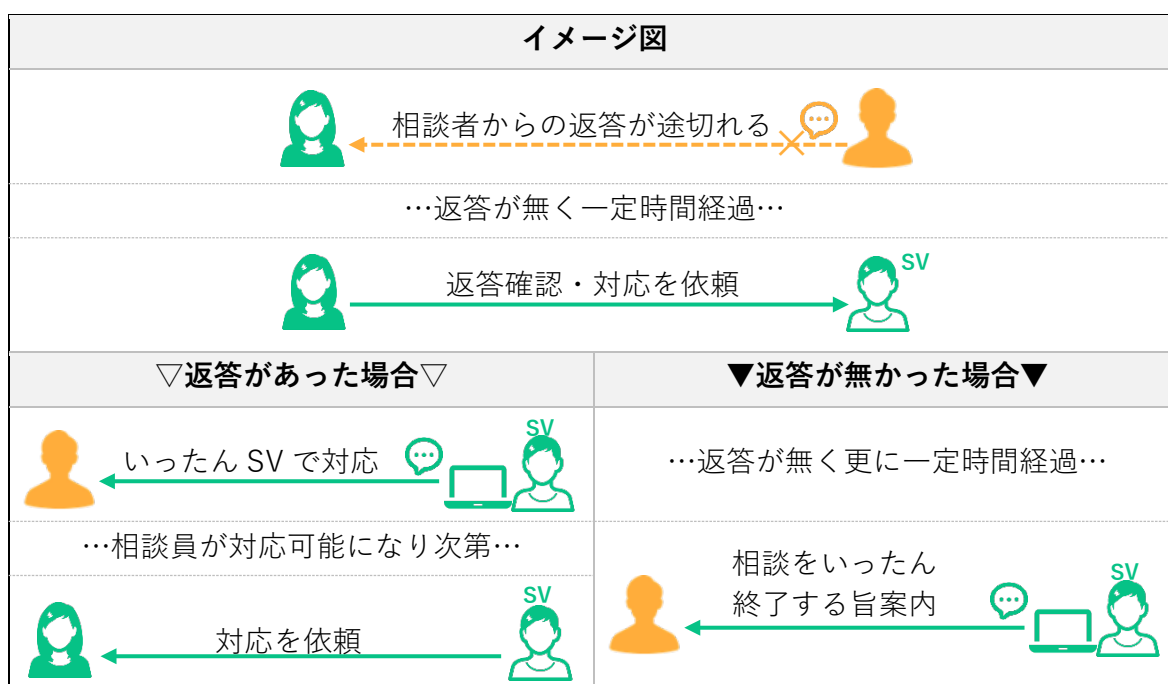 イメージ図
相談者からの返答が途切れる
…返答が無く一定時間経過…
返答確認・対応を依頼
SV
▽返答があった場合▽
SV
いったん SV で対応
…相談員が対応可能になり次第…
SV
対応を依頼
▼返答が無かった場合▼
…返答が無く更に一定時間経過…
相談をいったん
終了する旨案内
SV